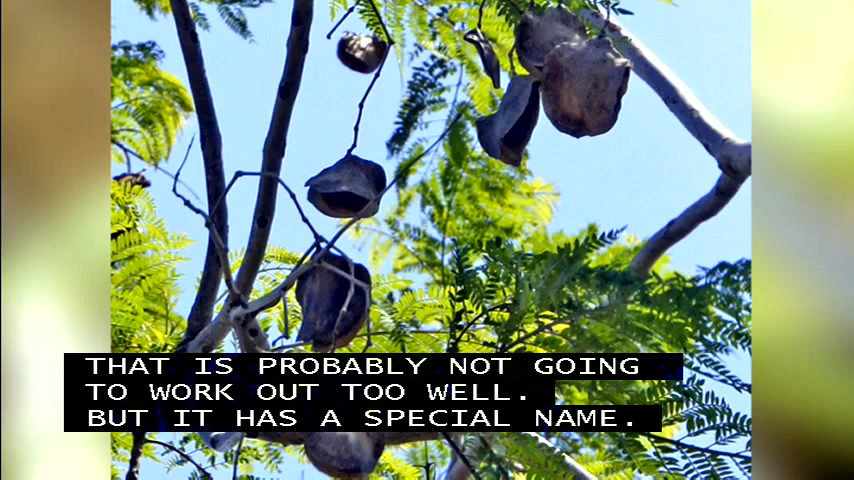 THAT IS PROBABLY NOT GOING
TO WORK OUT TOO WELL.
BUT IT HAS A SPECIAL NAME.